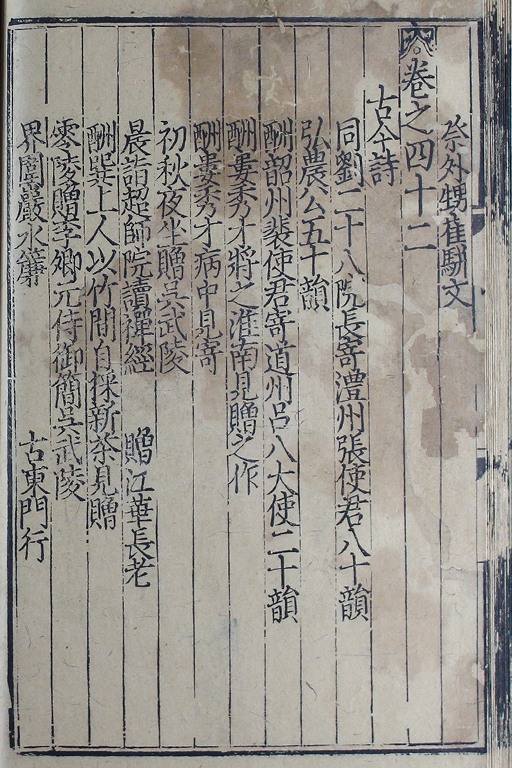 祭外甥崔駢文
卷之四十二
古今詩
同劉二十八院長寄澧州張使君八十韻
弘農公五十韻
酬韶州裴使君寄道州呂八大使二十韻
酬婁秀才將之淮南見贈之作
酬婁秀才病中見寄
初秋夜坐贈吳武陵
晨詣超師院讀禪經 贈江華長老
酬巽上人以竹間自採新茶見贈
零陵贈李卿元侍御簡吳武陵
界圍巖水簾 古東門行